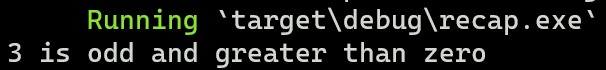 Running `target\debug\recap.exe`
3 is odd and greater than zero